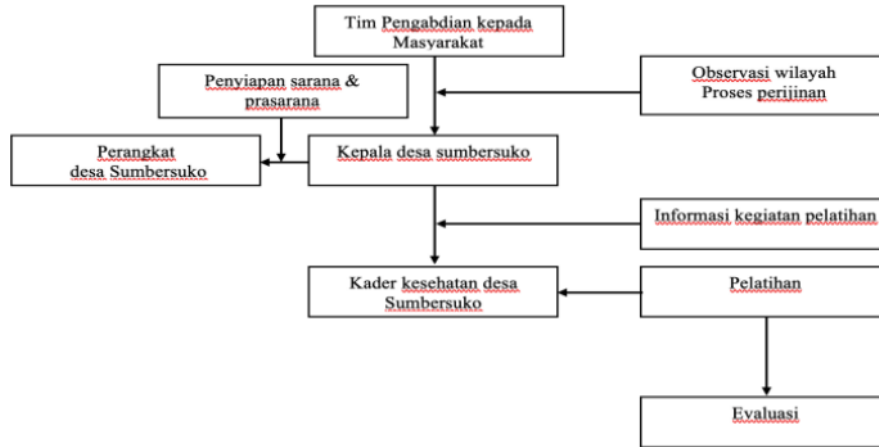 Tim Pengabdian kepada
Masyarakat
Penyiapan sarana &
prasarana
Observasi wilayah
Proses perijinan
Perangkat
desa Sumbersuko
Kepala desa sumbersuko
Informasi kegiatan pelatihan
Kader kesehatan desa
Sumbersuko
Pelatihan
Evaluasi